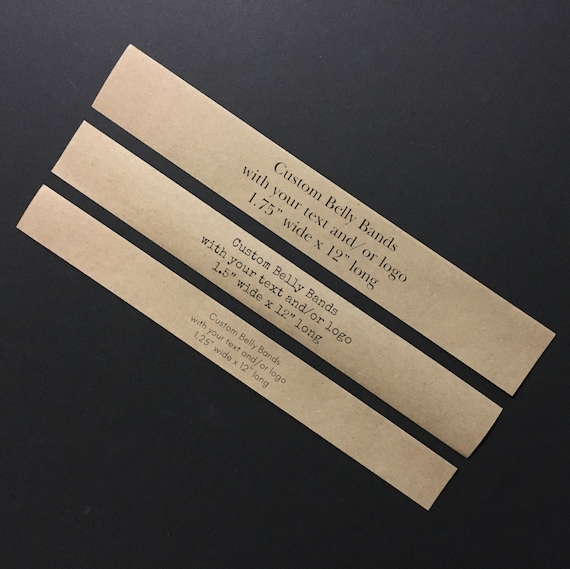 Custom Belly Bands
with your text and/or logo
1.75" wide x 12" long
Custom Belly Bands
with your text and/or logo
1.5" wide x 12" long
Custom Belly Bands
with your text and/or logo
1.25" wide x 12" long